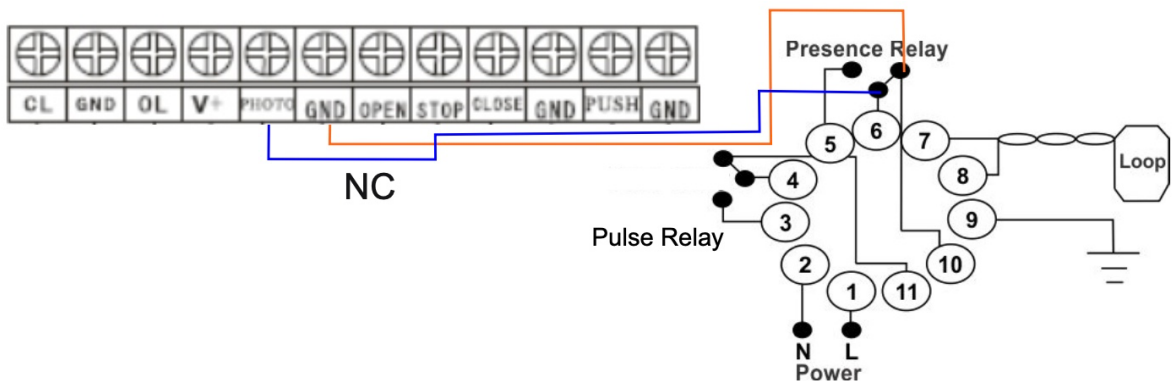 Presence Relay
CL GND OL V+ PHOTO GND OPEN STOP CLOSE GND PUSH GND
5 6 7
Loop
8
4
NC
3
9
Pulse Relay
2
10
1
11
N L
Power